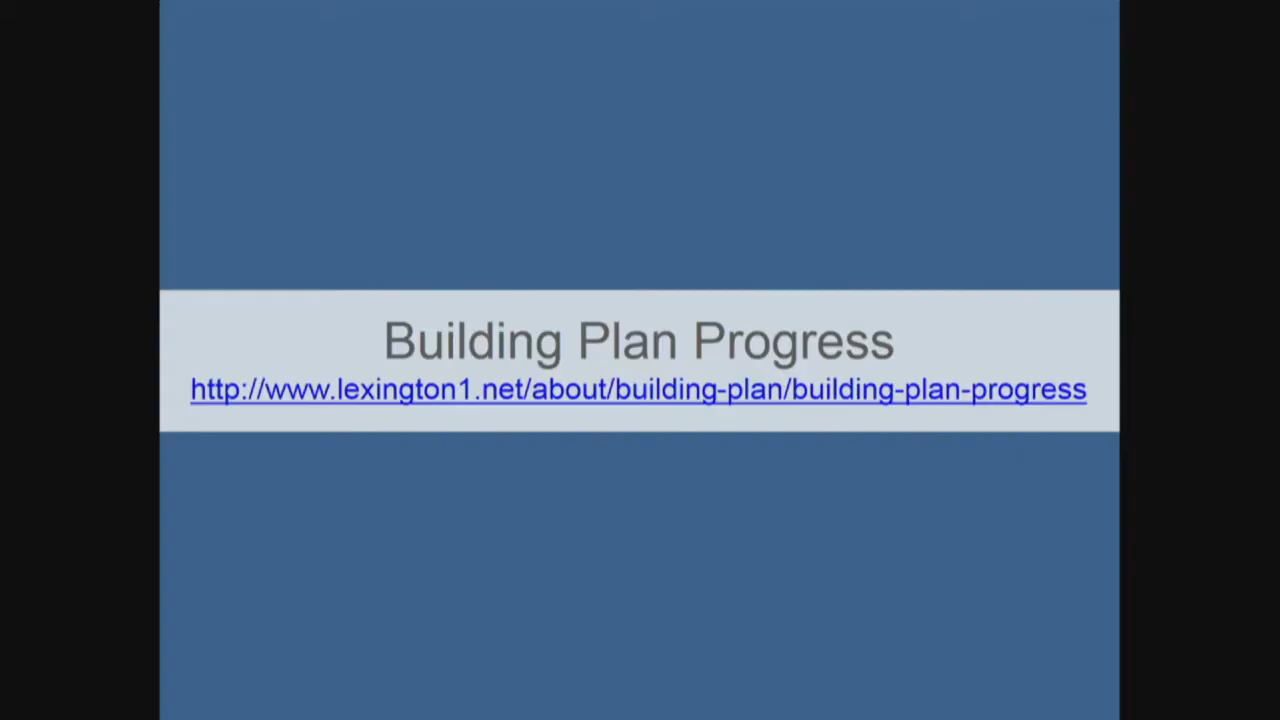 Building Plan Progress
http://www.lexington1.net/about/building-plan/building-plan-progress